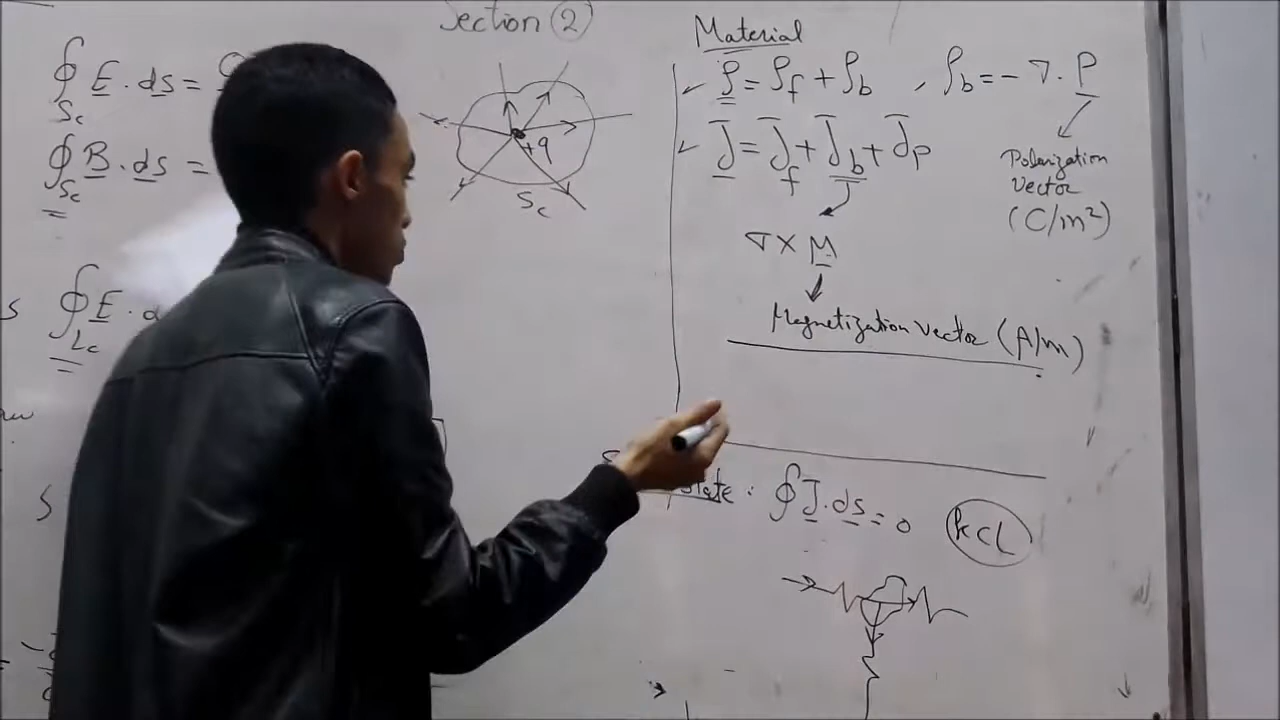 Section (2)
∮ E . ds =
Sc
∮ B . ds =
Sc
+q
Sc
∮ E .
Lc
Material
ρ = ρf + ρb , ρb = - ∇ . P
J = Jf + Jb + Jp
Polarization
Vector
(C/m²)
∇ × M
Magnetization Vector (A/m)
state : ∮ J . ds = 0
KCL